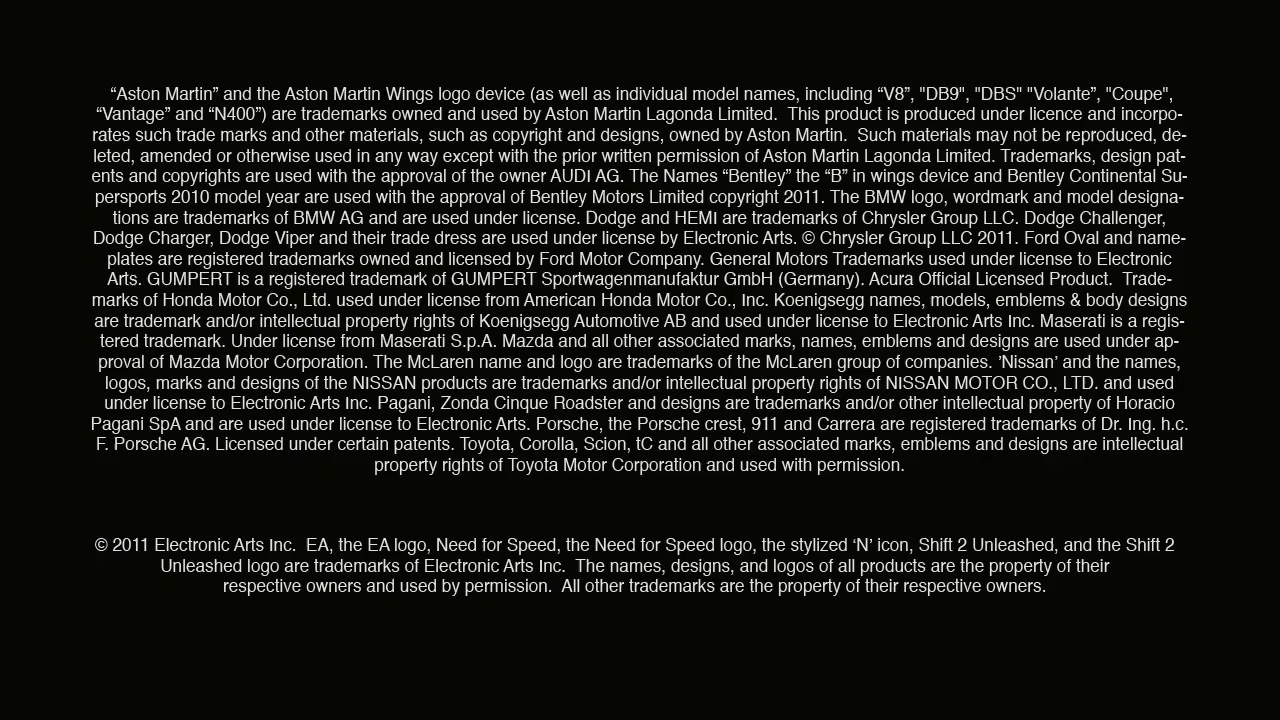 “Aston Martin” and the Aston Martin Wings logo device (as well as individual model names, including “V8”, "DB9", "DBS" "Volante”, "Coupe",
“Vantage” and “N400”) are trademarks owned and used by Aston Martin Lagonda Limited.  This product is produced under licence and incorpo-
rates such trade marks and other materials, such as copyright and designs, owned by Aston Martin.  Such materials may not be reproduced, de-
leted, amended or otherwise used in any way except with the prior written permission of Aston Martin Lagonda Limited. Trademarks, design pat-
ents and copyrights are used with the approval of the owner AUDI AG. The Names “Bentley” the “B” in wings device and Bentley Continental Su-
persports 2010 model year are used with the approval of Bentley Motors Limited copyright 2011. The BMW logo, wordmark and model designa-
tions are trademarks of BMW AG and are used under license. Dodge and HEMI are trademarks of Chrysler Group LLC. Dodge Challenger,
Dodge Charger, Dodge Viper and their trade dress are used under license by Electronic Arts. © Chrysler Group LLC 2011. Ford Oval and name-
plates are registered trademarks owned and licensed by Ford Motor Company. General Motors Trademarks used under license to Electronic
Arts. GUMPERT is a registered trademark of GUMPERT Sportwagenmanufaktur GmbH (Germany). Acura Official Licensed Product.  Trade-
marks of Honda Motor Co., Ltd. used under license from American Honda Motor Co., Inc. Koenigsegg names, models, emblems & body designs
are trademark and/or intellectual property rights of Koenigsegg Automotive AB and used under license to Electronic Arts Inc. Maserati is a regis-
tered trademark. Under license from Maserati S.p.A. Mazda and all other associated marks, names, emblems and designs are used under ap-
proval of Mazda Motor Corporation. The McLaren name and logo are trademarks of the McLaren group of companies. ’Nissan’ and the names,
logos, marks and designs of the NISSAN products are trademarks and/or intellectual property rights of NISSAN MOTOR CO., LTD. and used
under license to Electronic Arts Inc. Pagani, Zonda Cinque Roadster and designs are trademarks and/or other intellectual property of Horacio
Pagani SpA and are used under license to Electronic Arts. Porsche, the Porsche crest, 911 and Carrera are registered trademarks of Dr. Ing. h.c.
F. Porsche AG. Licensed under certain patents. Toyota, Corolla, Scion, tC and all other associated marks, emblems and designs are intellectual
property rights of Toyota Motor Corporation and used with permission.
© 2011 Electronic Arts Inc.  EA, the EA logo, Need for Speed, the Need for Speed logo, the stylized ‘N’ icon, Shift 2 Unleashed, and the Shift 2
Unleashed logo are trademarks of Electronic Arts Inc.  The names, designs, and logos of all products are the property of their
respective owners and used by permission.  All other trademarks are the property of their respective owners.